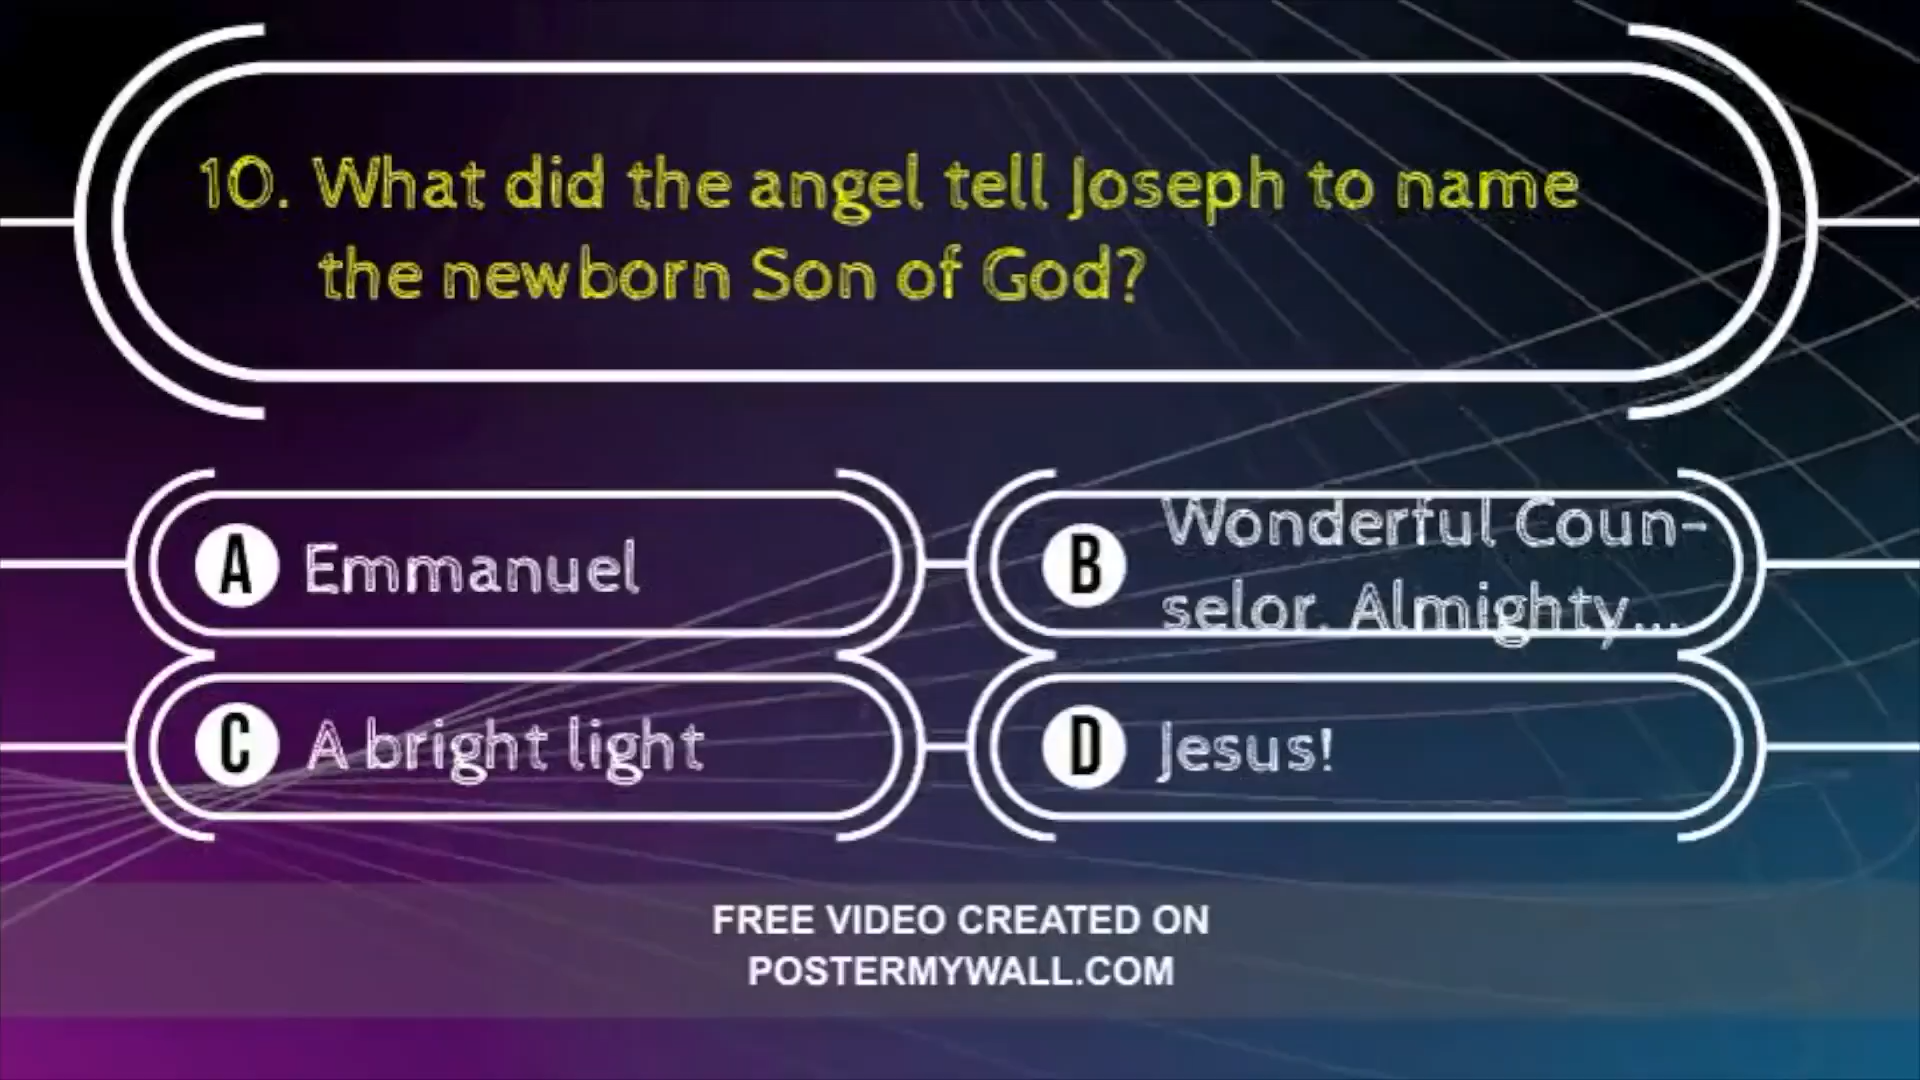 10. What did the angel tell Joseph to name
the newborn Son of God?
A Emmanuel
B Wonderful Coun-
selor, Almighty...
C A bright light
D Jesus!
FREE VIDEO CREATED ON
POSTERMYWALL.COM